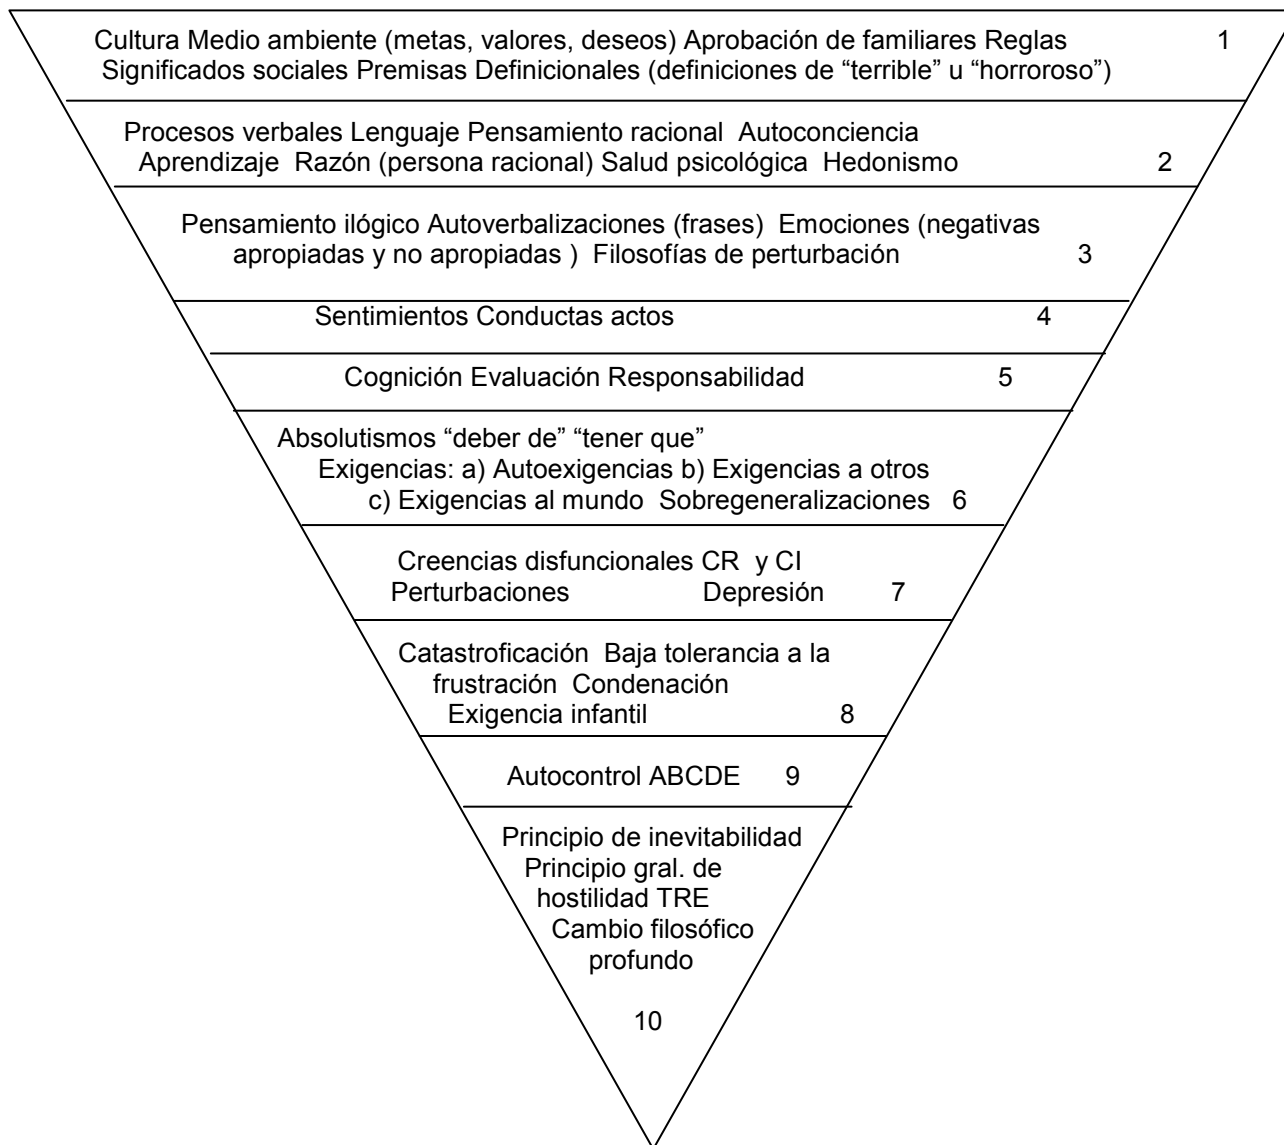 Cultura Medio ambiente (metas, valores, deseos) Aprobación de familiares Reglas 1
Significados sociales Premisas Definicionales (definiciones de “terrible” u “horroroso”)
Procesos verbales Lenguaje Pensamiento racional Autoconciencia
Aprendizaje Razón (persona racional) Salud psicológica Hedonismo 2
Pensamiento ilógico Autoverbalizaciones (frases) Emociones (negativas
apropiadas y no apropiadas ) Filosofías de perturbación 3
Sentimientos Conductas actos 4
Cognición Evaluación Responsabilidad 5
Absolutismos “deber de” “tener que”
Exigencias: a) Autoexigencias b) Exigencias a otros
c) Exigencias al mundo Sobregeneralizaciones 6
Creencias disfuncionales CR y CI
Perturbaciones Depresión 7
Catastroficación Baja tolerancia a la
frustración Condenación
Exigencia infantil 8
Autocontrol ABCDE 9
Principio de inevitabilidad
Principio gral. de
hostilidad TRE
Cambio filosófico
profundo
10